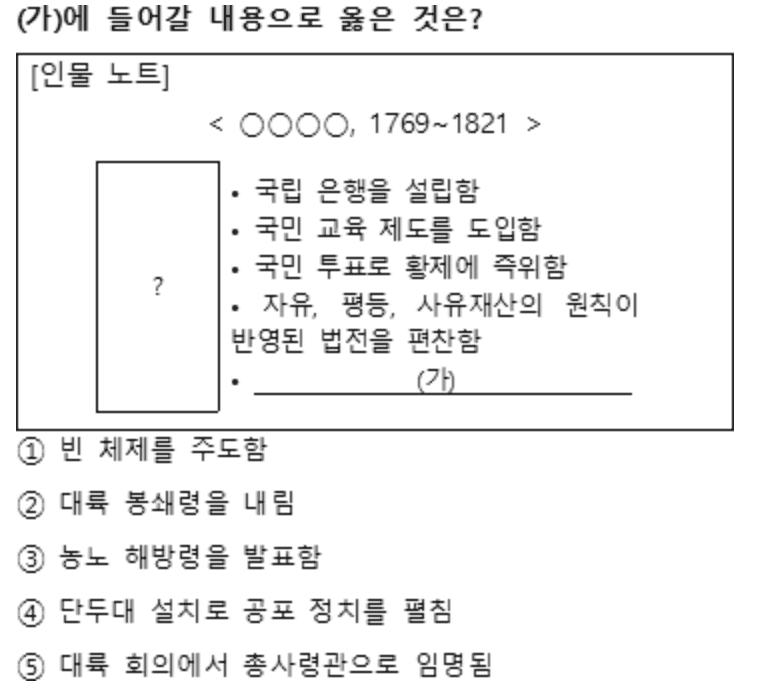 (가)에 들어갈 내용으로 옳은 것은?
[인물 노트]
< ○○○○, 1769~1821 >
?
• 국립 은행을 설립함
• 국민 교육 제도를 도입함
• 국민 투표로 황제에 즉위함
• 자유, 평등, 사유재산의 원칙이
반영된 법전을 편찬함
• (가)
① 빈 체제를 주도함
② 대륙 봉쇄령을 내림
③ 농노 해방령을 발표함
④ 단두대 설치로 공포 정치를 펼침
⑤ 대륙 회의에서 총사령관으로 임명됨